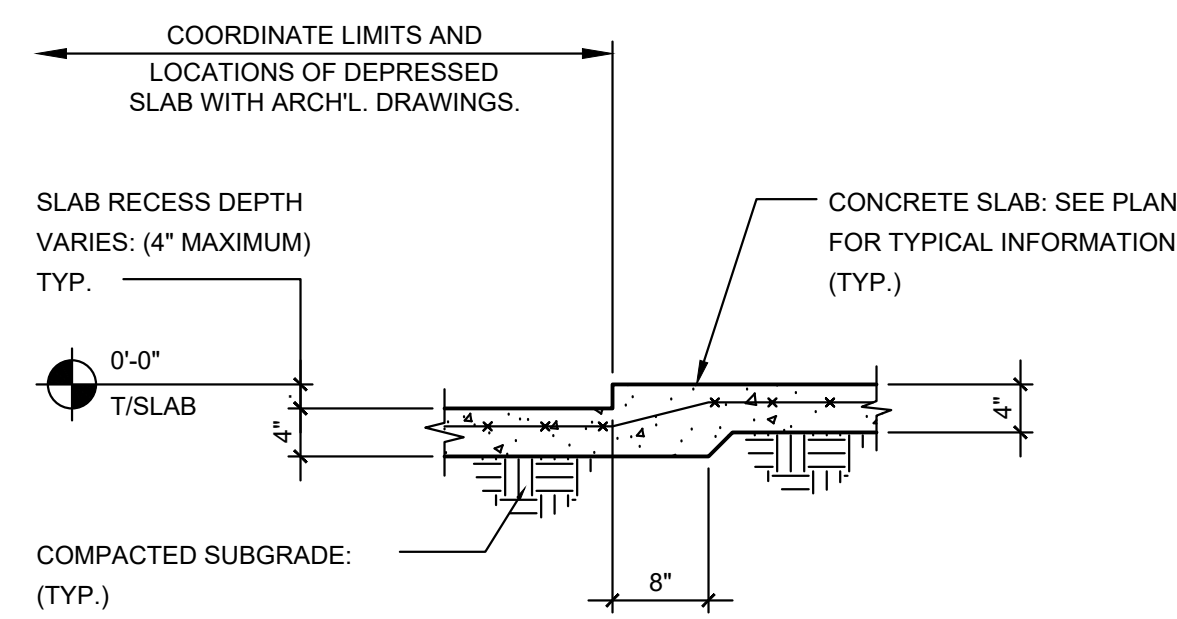 COORDINATE LIMITS AND
LOCATIONS OF DEPRESSED
SLAB WITH ARCH'L. DRAWINGS.
SLAB RECESS DEPTH
VARIES: (4" MAXIMUM)
TYP.
CONCRETE SLAB: SEE PLAN
FOR TYPICAL INFORMATION
(TYP.)
0'-0"
T/SLAB
4"
4"
COMPACTED SUBGRADE:
(TYP.)
8"